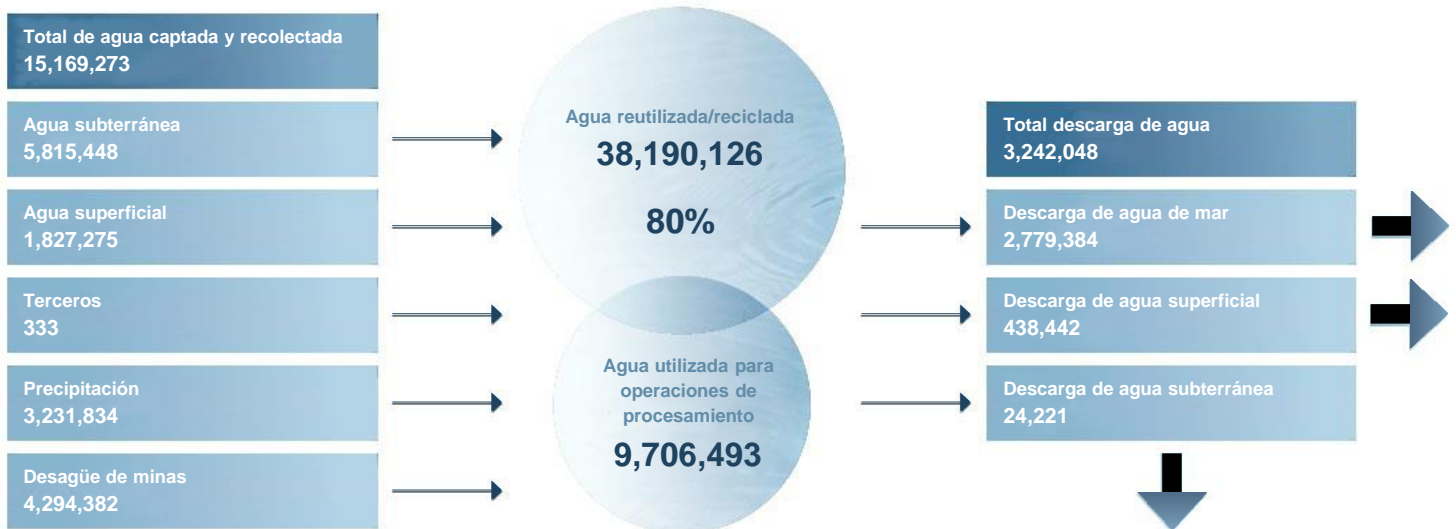 Total de agua captada y recolectada
15,169,273
Agua subterránea
5,815,448
Agua superficial
1,827,275
Terceros
333
Precipitación
3,231,834
Desagüe de minas
4,294,382
Agua reutilizada/reciclada
38,190,126
80%
Agua utilizada para
operaciones de
procesamiento
9,706,493
Total descarga de agua
3,242,048
Descarga de agua de mar
2,779,384
Descarga de agua superficial
438,442
Descarga de agua subterránea
24,221